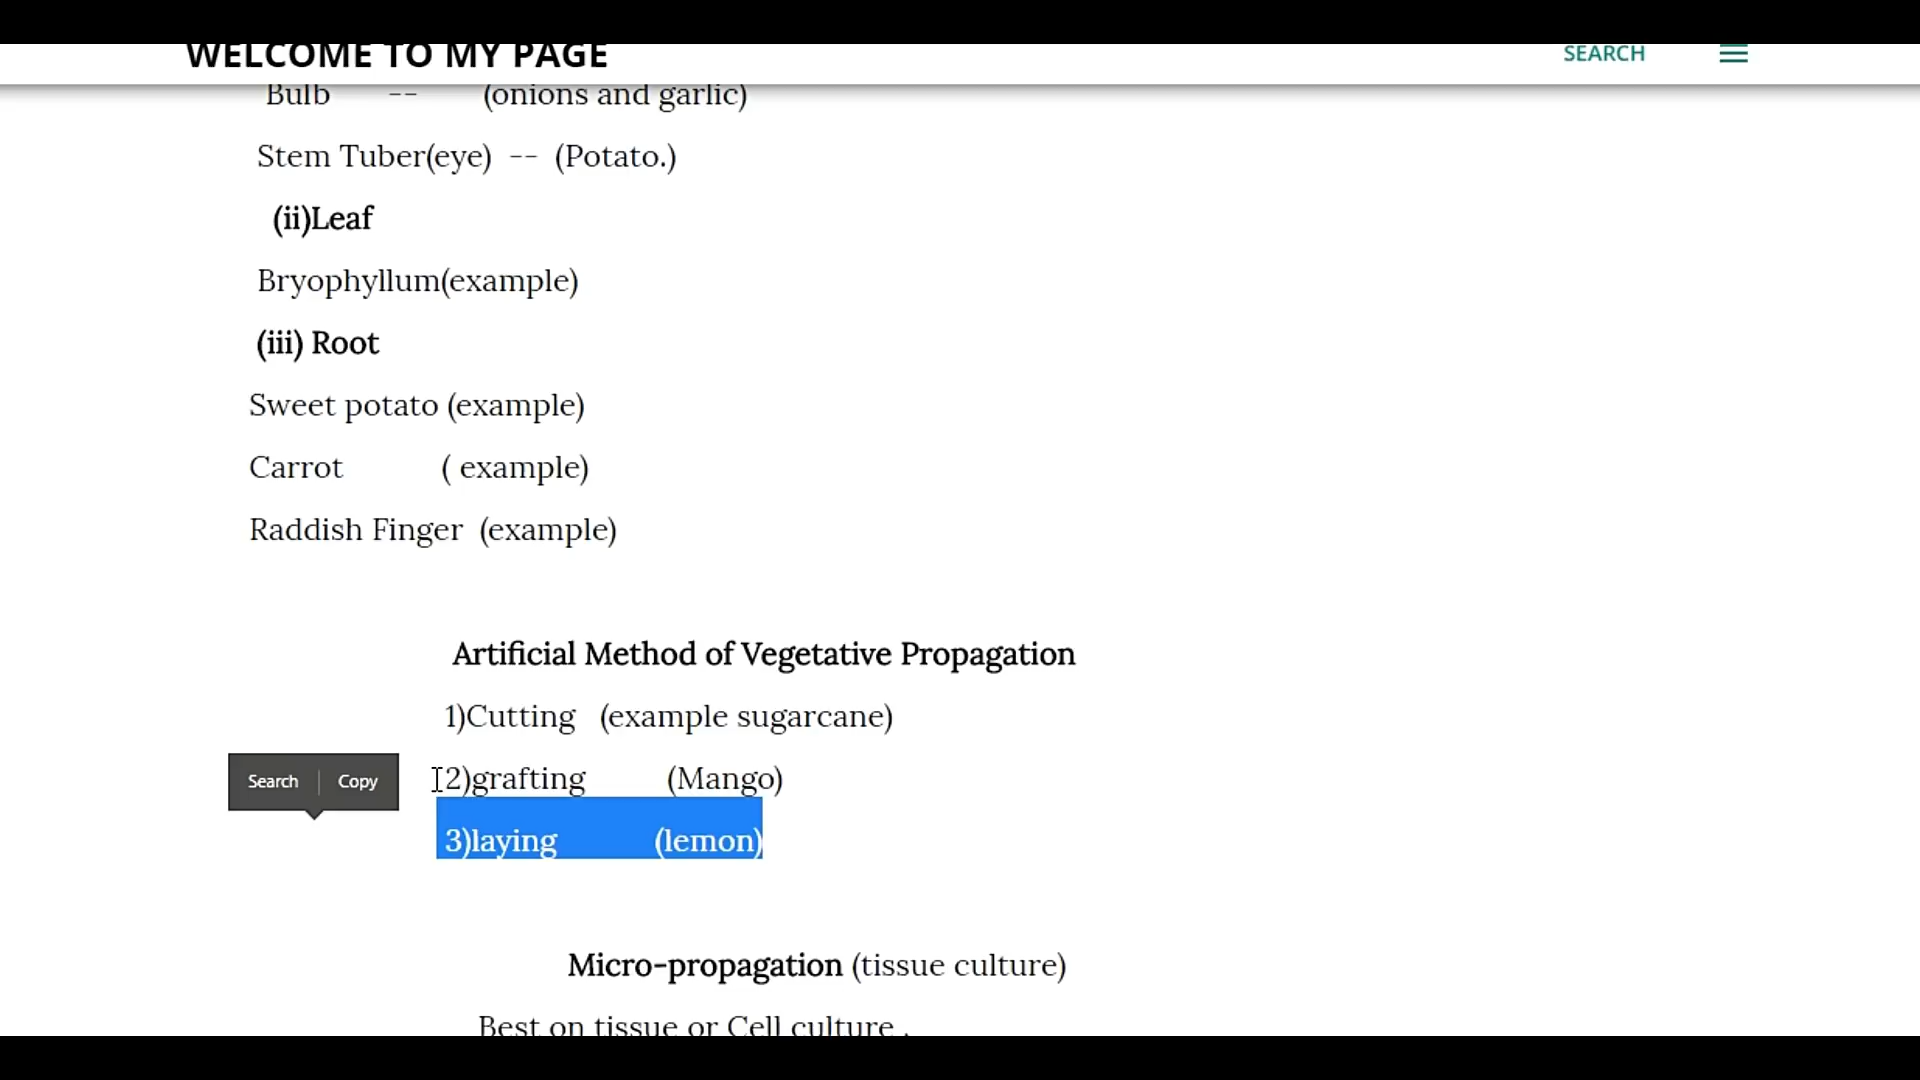 WELCOME TO MY PAGE SEARCH
Bulb -- (onions and garlic)
Stem Tuber(eye) -- (Potato.)
(ii)Leaf
Bryophyllum(example)
(iii) Root
Sweet potato (example)
Carrot ( example)
Raddish Finger (example)
Artificial Method of Vegetative Propagation
1)Cutting (example sugarcane)
Search Copy
2)grafting (Mango)
3)laying (lemon)
Micro-propagation (tissue culture)
Best on tissue or Cell culture .